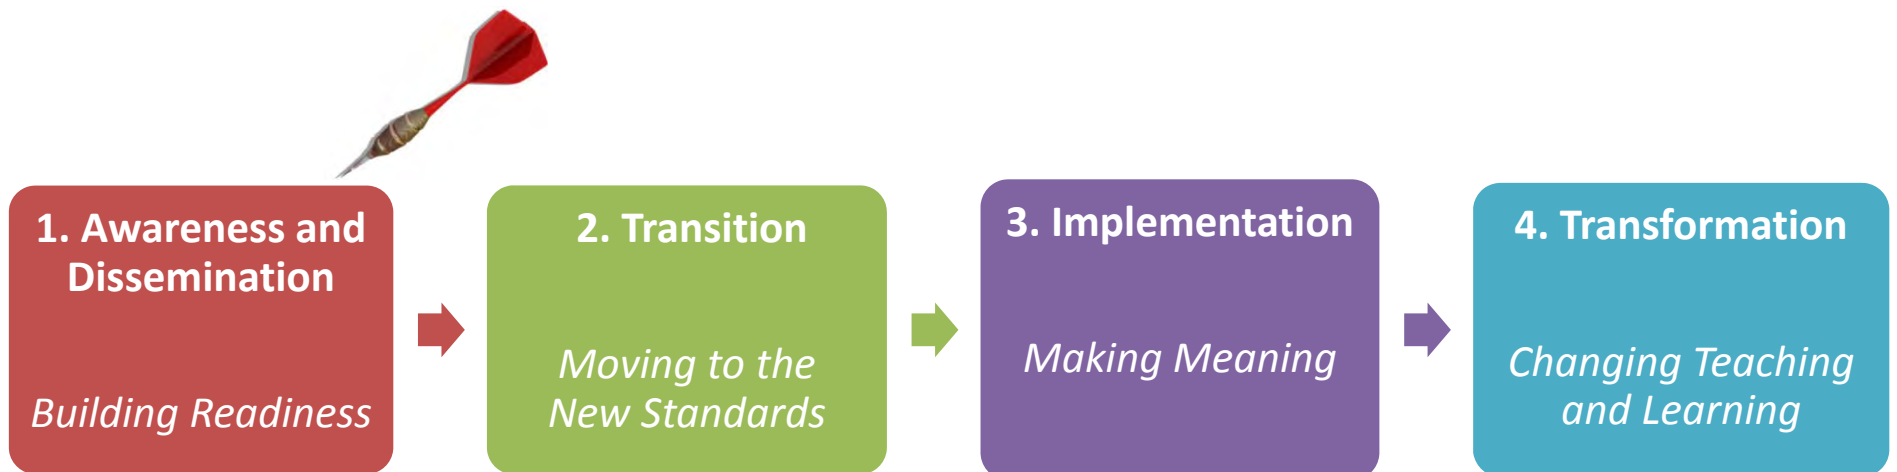 1. Awareness and
Dissemination
Building Readiness
2. Transition
Moving to the
New Standards
3. Implementation
Making Meaning
4. Transformation
Changing Teaching
and Learning